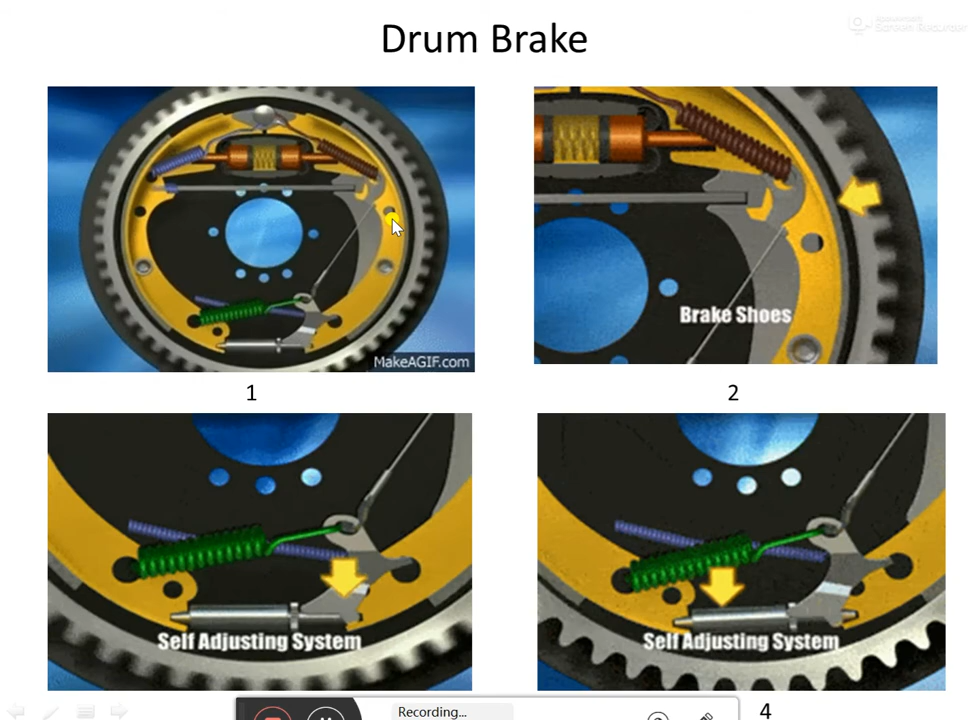 Drum Brake
MakeAGIF.com
1
Brake Shoes
2
Self Adjusting System
Self Adjusting System
Recording...
4